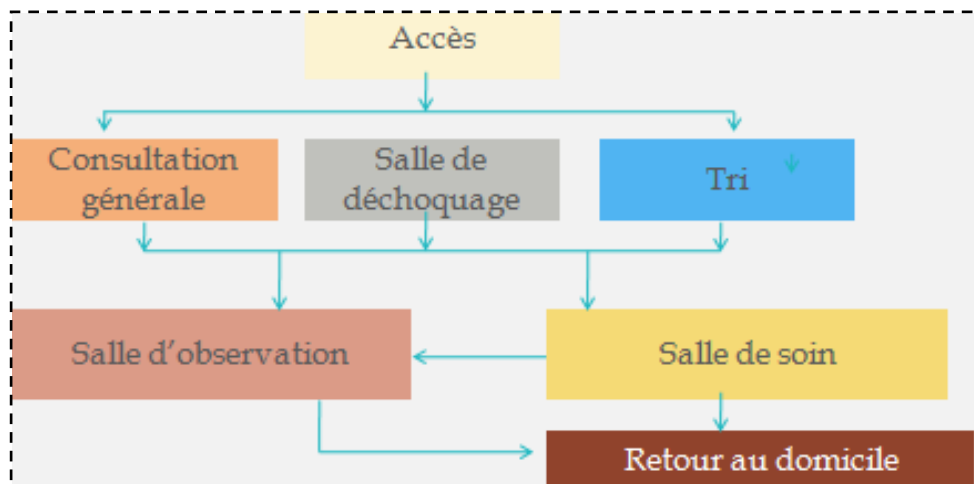 Accès
Consultation
générale
Salle de
déchoquage
Tri
Salle d'observation
Salle de soin
Retour au domicile